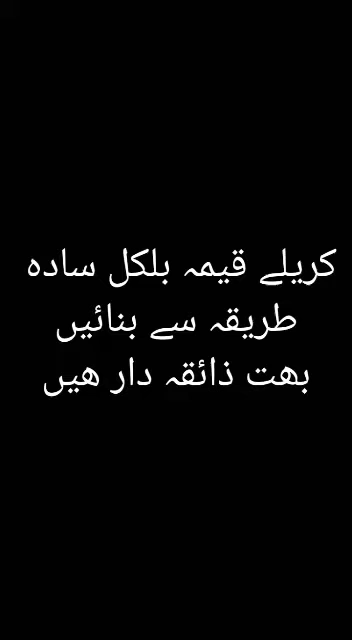 کریلے قیمہ بلکل سادہ
طریقہ سے بنائیں
بھت ذائقہ دار ھیں